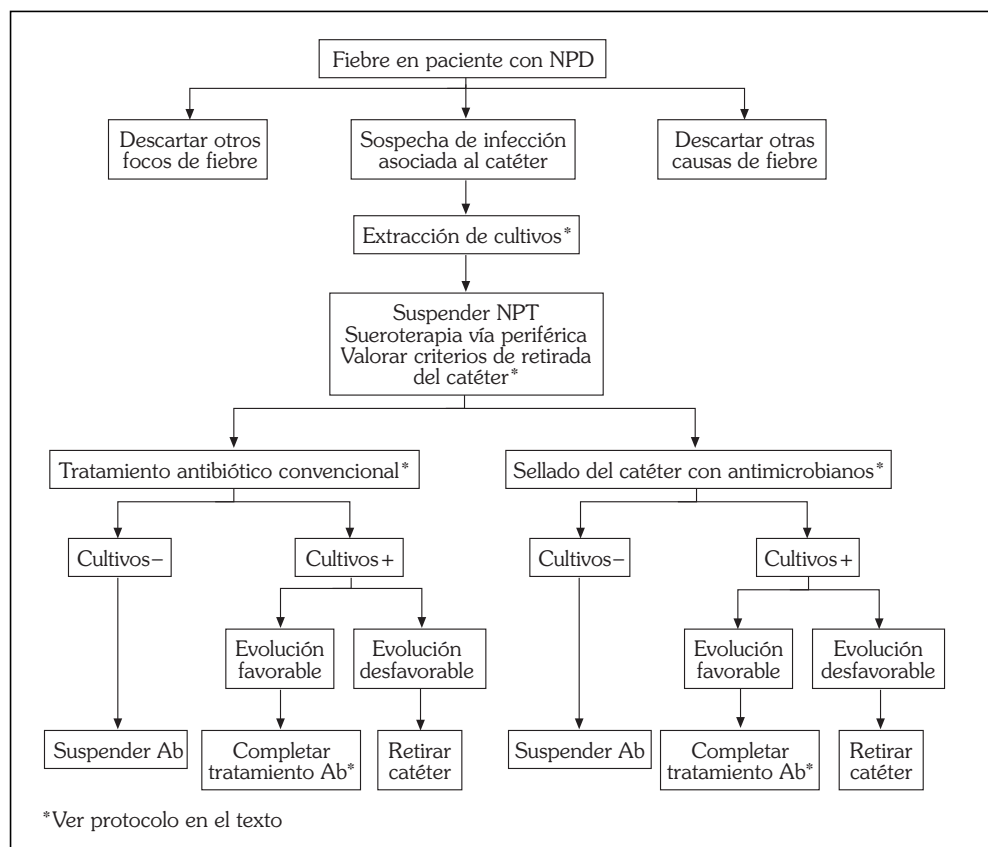 Fiebre en paciente con NPD
Descartar otros
focos de fiebre
Sospecha de infección
asociada al catéter
Descartar otras
causas de fiebre
Extracción de cultivos*
Suspender NPT
Sueroterapia vía periférica
Valorar criterios de retirada
del catéter*
Tratamiento antibiótico convencional*
Sellado del catéter con antimicrobianos*
Cultivos–
Cultivos+
Cultivos–
Cultivos+
Evolución
favorable
Evolución
desfavorable
Evolución
favorable
Evolución
desfavorable
Suspender Ab
Completar
tratamiento Ab*
Retirar
catéter
Suspender Ab
Completar
tratamiento Ab*
Retirar
catéter
*Ver protocolo en el texto